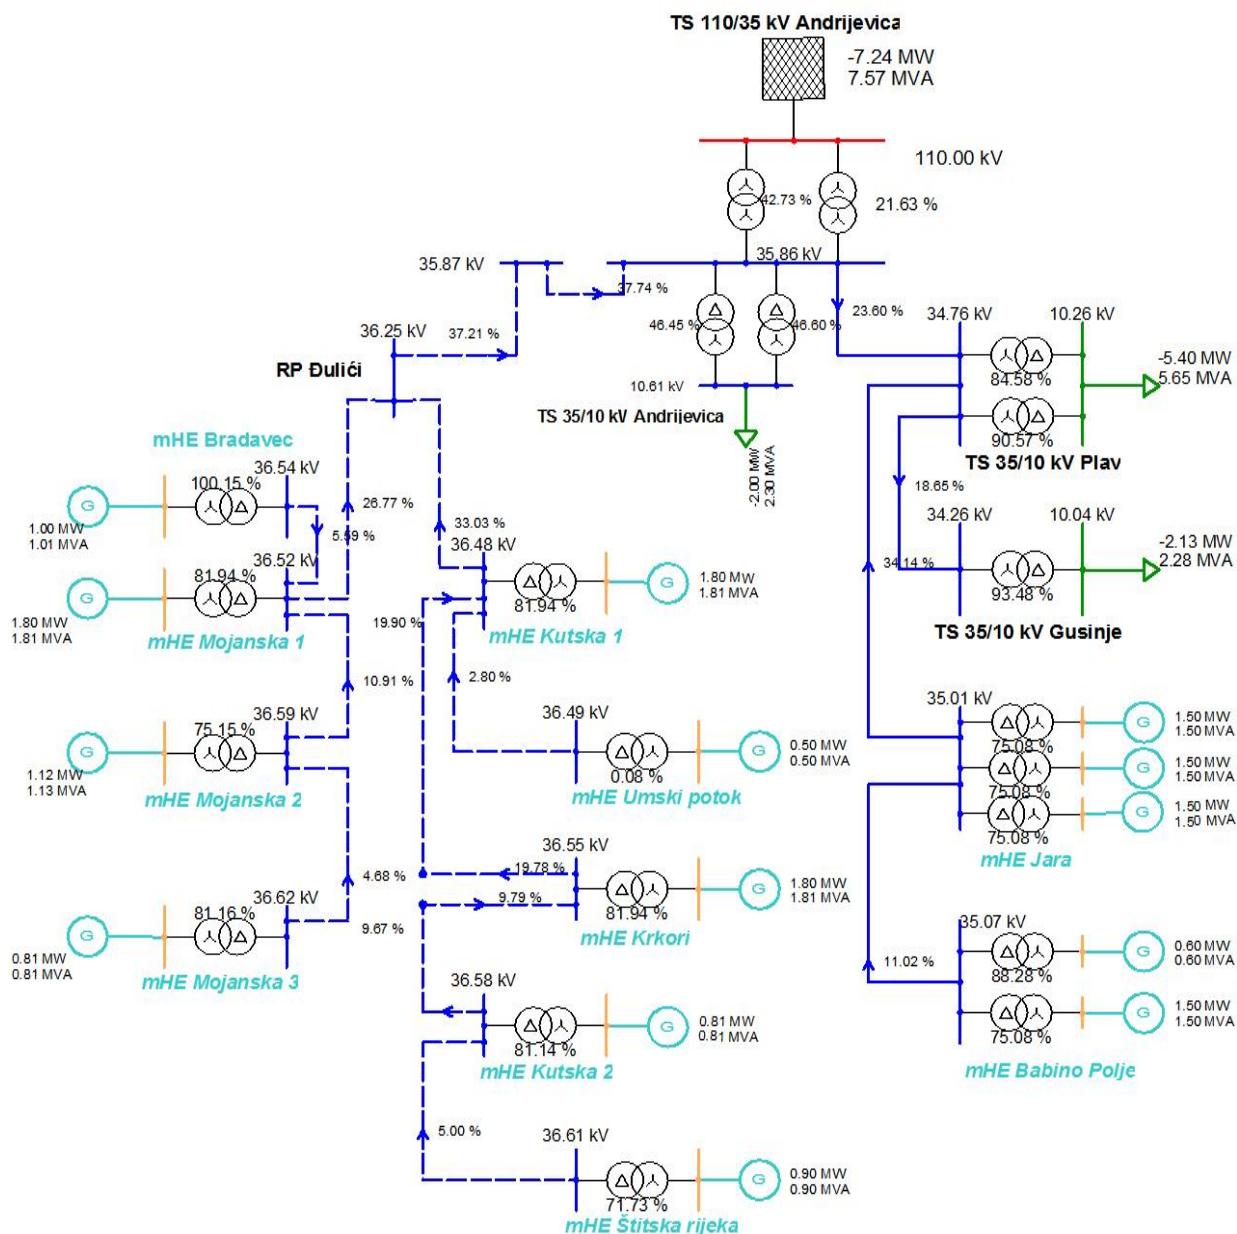 TS 110/35 kV Andrijevica
-7.24 MW
7.57 MVA
110.00 kV
42.73 %
21.63 %
35.87 kV
35.86 kV
37.74 %
36.25 kV
37.21 %
46.45 %
46.60 %
23.60 %
34.76 kV
10.26 kV
RP Đulići
-5.40 MW
5.65 MVA
84.58 %
10.61 kV
TS 35/10 kV Andrijevica
90.57 %
mHE Bradavec
TS 35/10 kV Plav
36.54 kV
100.15 %
-2.00 MW
2.30 MVA
18.65 %
G
26.77 %
1.00 MW
1.01 MVA
5.59 %
33.03 %
34.26 kV
10.04 kV
36.52 kV
36.48 kV
-2.13 MW
2.28 MVA
34.14 %
81.94 %
G
G
1.80 MW
1.81 MVA
93.48 %
81.94 %
1.80 MW
1.81 MVA
19.90 %
mHE Mojanska 1
mHE Kutska 1
TS 35/10 kV Gusinje
10.91 %
2.80 %
35.01 kV
36.59 kV
36.49 kV
G
1.50 MW
1.50 MVA
75.15 %
75.08 %
G
G
0.50 MW
0.50 MVA
G
1.50 MW
1.50 MVA
1.12 MW
1.13 MVA
0.08 %
75.08 %
mHE Mojanska 2
mHE Umski potok
G
1.50 MW
1.50 MVA
75.08 %
36.55 kV
mHE Jara
4.68 %
19.78 %
36.62 kV
9.79 %
G
1.80 MW
1.81 MVA
81.16 %
81.94 %
9.67 %
G
35.07 kV
mHE Krkori
0.81 MW
0.81 MVA
G
0.60 MW
0.60 MVA
mHE Mojanska 3
11.02 %
88.28 %
36.58 kV
G
0.81 MW
0.81 MVA
G
1.50 MW
1.50 MVA
81.14 %
75.08 %
mHE Kutska 2
mHE Babino Polje
5.00 %
36.61 kV
G
0.90 MW
0.90 MVA
71.73 %
mHE Štitska rijeka